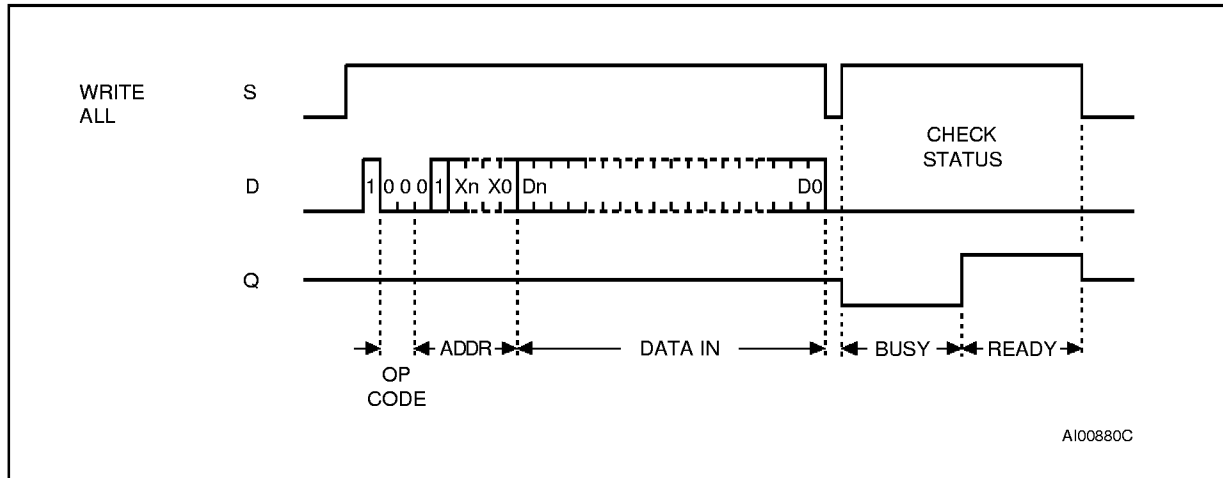 WRITE
ALL
S
CHECK
STATUS
D
1 0 0 0 1 Xn X0 Dn D0
Q
ADDR DATA IN BUSY READY
OP
CODE
AI00880C